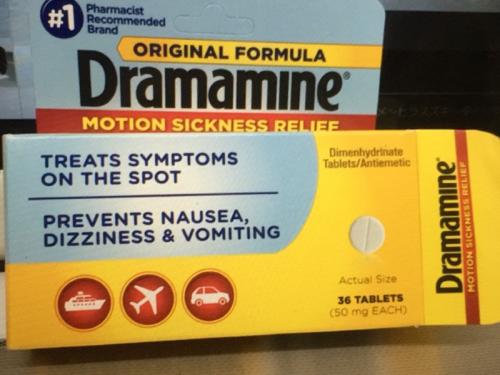 #1 Pharmacist
Recommended
Brand
ORIGINAL FORMULA
Dramamine®
MOTION SICKNESS RELIEF
TREATS SYMPTOMS
ON THE SPOT
PREVENTS NAUSEA,
DIZZINESS & VOMITING
Dimenhydrinate
Tablets/Antiemetic
Actual Size
36 TABLETS
(50 mg EACH)
Dramamine®
MOTION SICKNESS RELIEF